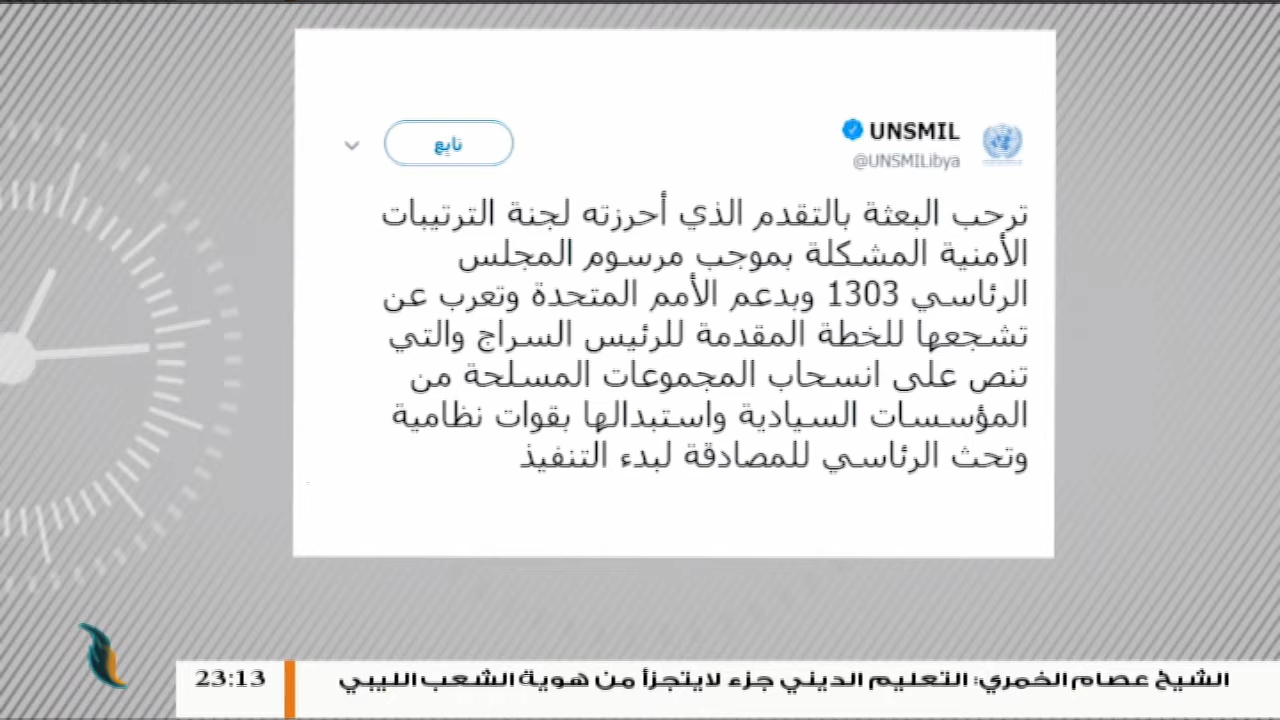 UNSMIL
@UNSMILibya
تابع
ترحب البعثة بالتقدم الذي أحرزته لجنة الترتيبات
الأمنية المشكلة بموجب مرسوم المجلس
الرئاسي 1303 وبدعم الأمم المتحدة وتعرب عن
تشجعها للخطة المقدمة للرئيس السراج والتي
تنص على انسحاب المجموعات المسلحة من
المؤسسات السيادية واستبدالها بقوات نظامية
وتحث الرئاسي للمصادقة لبدء التنفيذ
الشيخ عصام الخمري: التعليم الديني جزء لايتجزأ من هوية الشعب الليبي
23:13